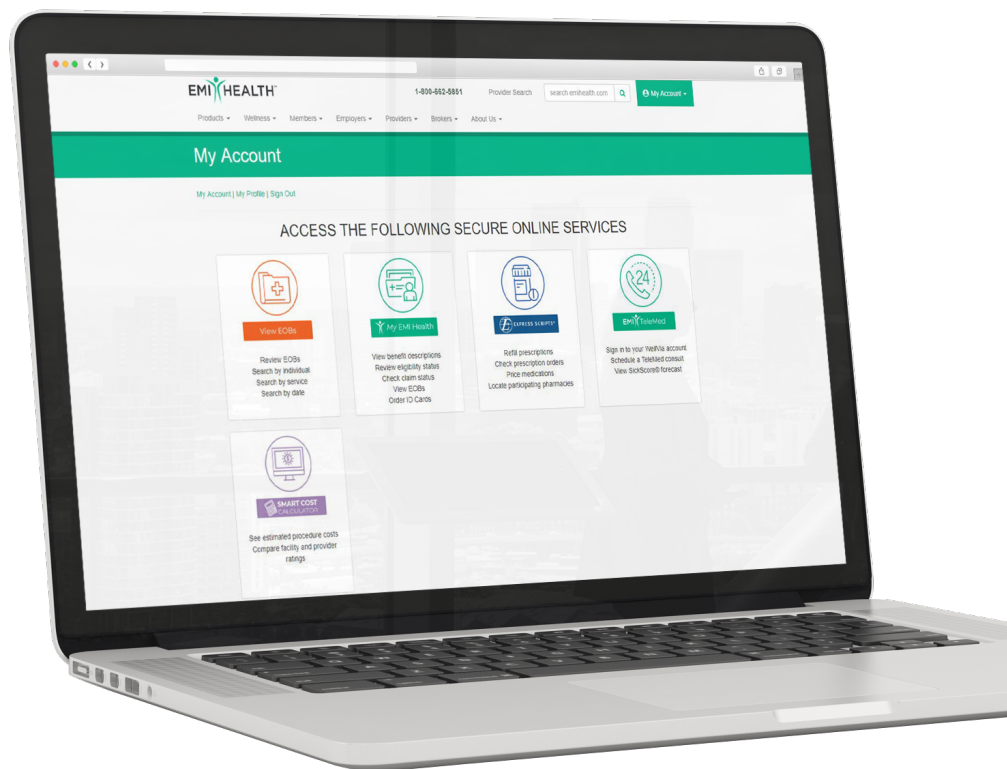 EMI HEALTH™
1-800-662-5851
Provider Search
search emihealth.com
My Account
Products
Wellness
Members
Employers
Providers
Brokers
About Us
My Account
My Account | My Profile | Sign Out
ACCESS THE FOLLOWING SECURE ONLINE SERVICES
View EOBs
Review EOBs
Search by individual
Search by service
Search by date
My EMI Health
View benefit descriptions
Review eligibility status
Check claim status
View EOBs
Order ID Cards
EXPRESS SCRIPTS®
Refill prescriptions
Check prescription orders
Price medications
Locate participating pharmacies
24
EMI TeleMed
Sign in to your WellVia account
Schedule a TeleMed consult
View SickScore® forecast
SMART COST
CALCULATOR
See estimated procedure costs
Compare facility and provider
ratings